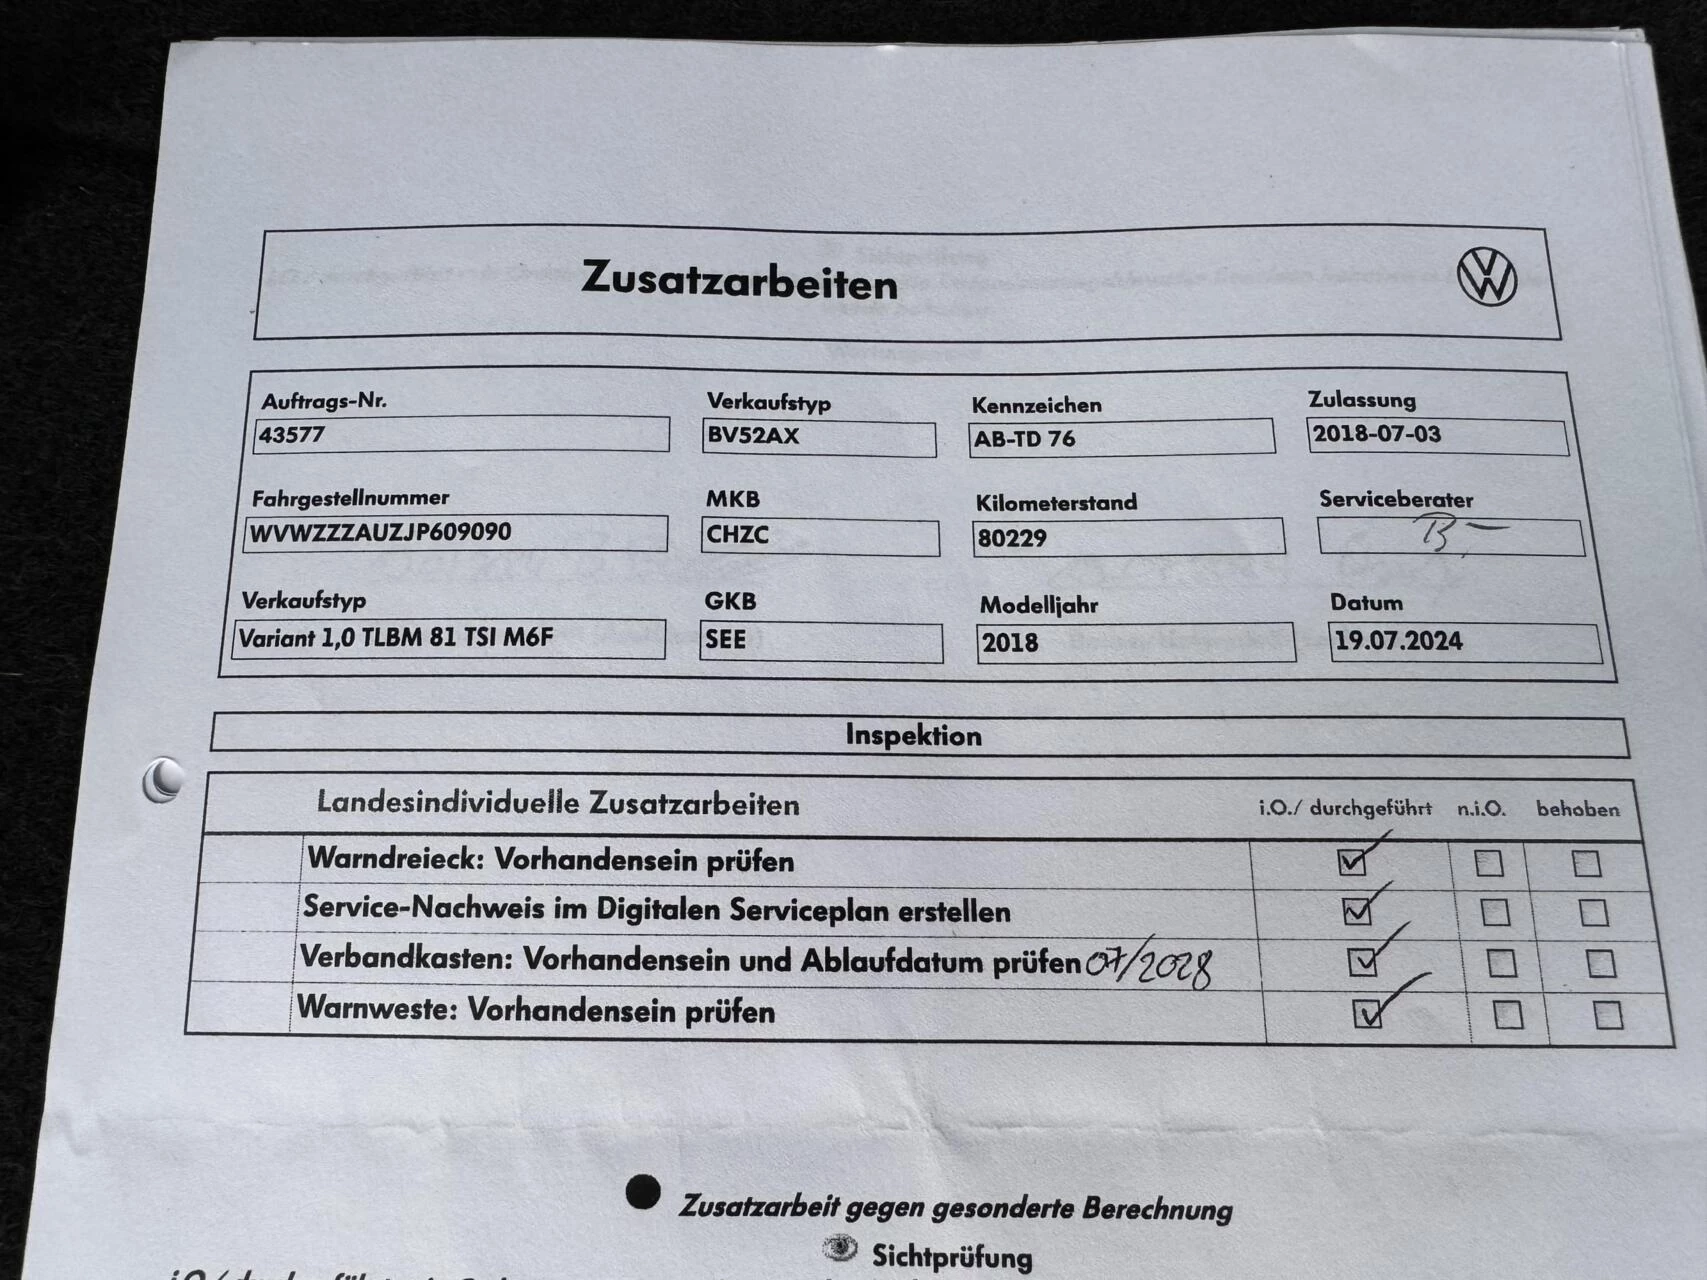 Zusatzarbeiten
Auftrags-Nr. Verkaufstyp Kennzeichen Zulassung
43577 BV52AX AB-TD 76 2018-07-03
Fahrgestellnummer MKB Kilometerstand Serviceberater
WVWZZZAUZJP609090 CHZC 80229
Verkaufstyp GKB Modelljahr Datum
Variant 1,0 TLBM 81 TSI M6F SEE 2018 19.07.2024
Inspektion
Landesindividuelle Zusatzarbeiten i.O./ durchgeführt n.i.O. behoben
Warndreieck: Vorhandensein prüfen
Service-Nachweis im Digitalen Serviceplan erstellen
Verbandkasten: Vorhandensein und Ablaufdatum prüfen 07/2028
Warnweste: Vorhandensein prüfen
Zusatzarbeit gegen gesonderte Berechnung
Sichtprüfung